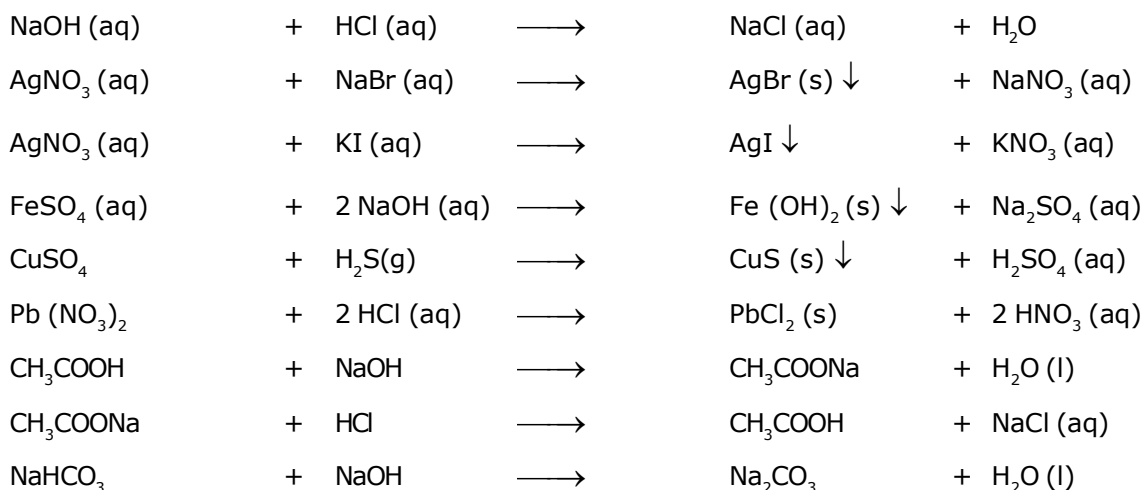 NaOH (aq) + HCl (aq) ⟶ NaCl (aq) + H₂O
AgNO₃ (aq) + NaBr (aq) ⟶ AgBr (s) ↓ + NaNO₃ (aq)
AgNO₃ (aq) + KI (aq) ⟶ AgI ↓ + KNO₃ (aq)
FeSO₄ (aq) + 2 NaOH (aq) ⟶ Fe (OH)₂ (s) ↓ + Na₂SO₄ (aq)
CuSO₄ + H₂S(g) ⟶ CuS (s) ↓ + H₂SO₄ (aq)
Pb (NO₃)₂ + 2 HCl (aq) ⟶ PbCl₂ (s) + 2 HNO₃ (aq)
CH₃COOH + NaOH ⟶ CH₃COONa + H₂O (l)
CH₃COONa + HCl ⟶ CH₃COOH + NaCl (aq)
NaHCO₃ + NaOH ⟶ Na₂CO₃ + H₂O (l)